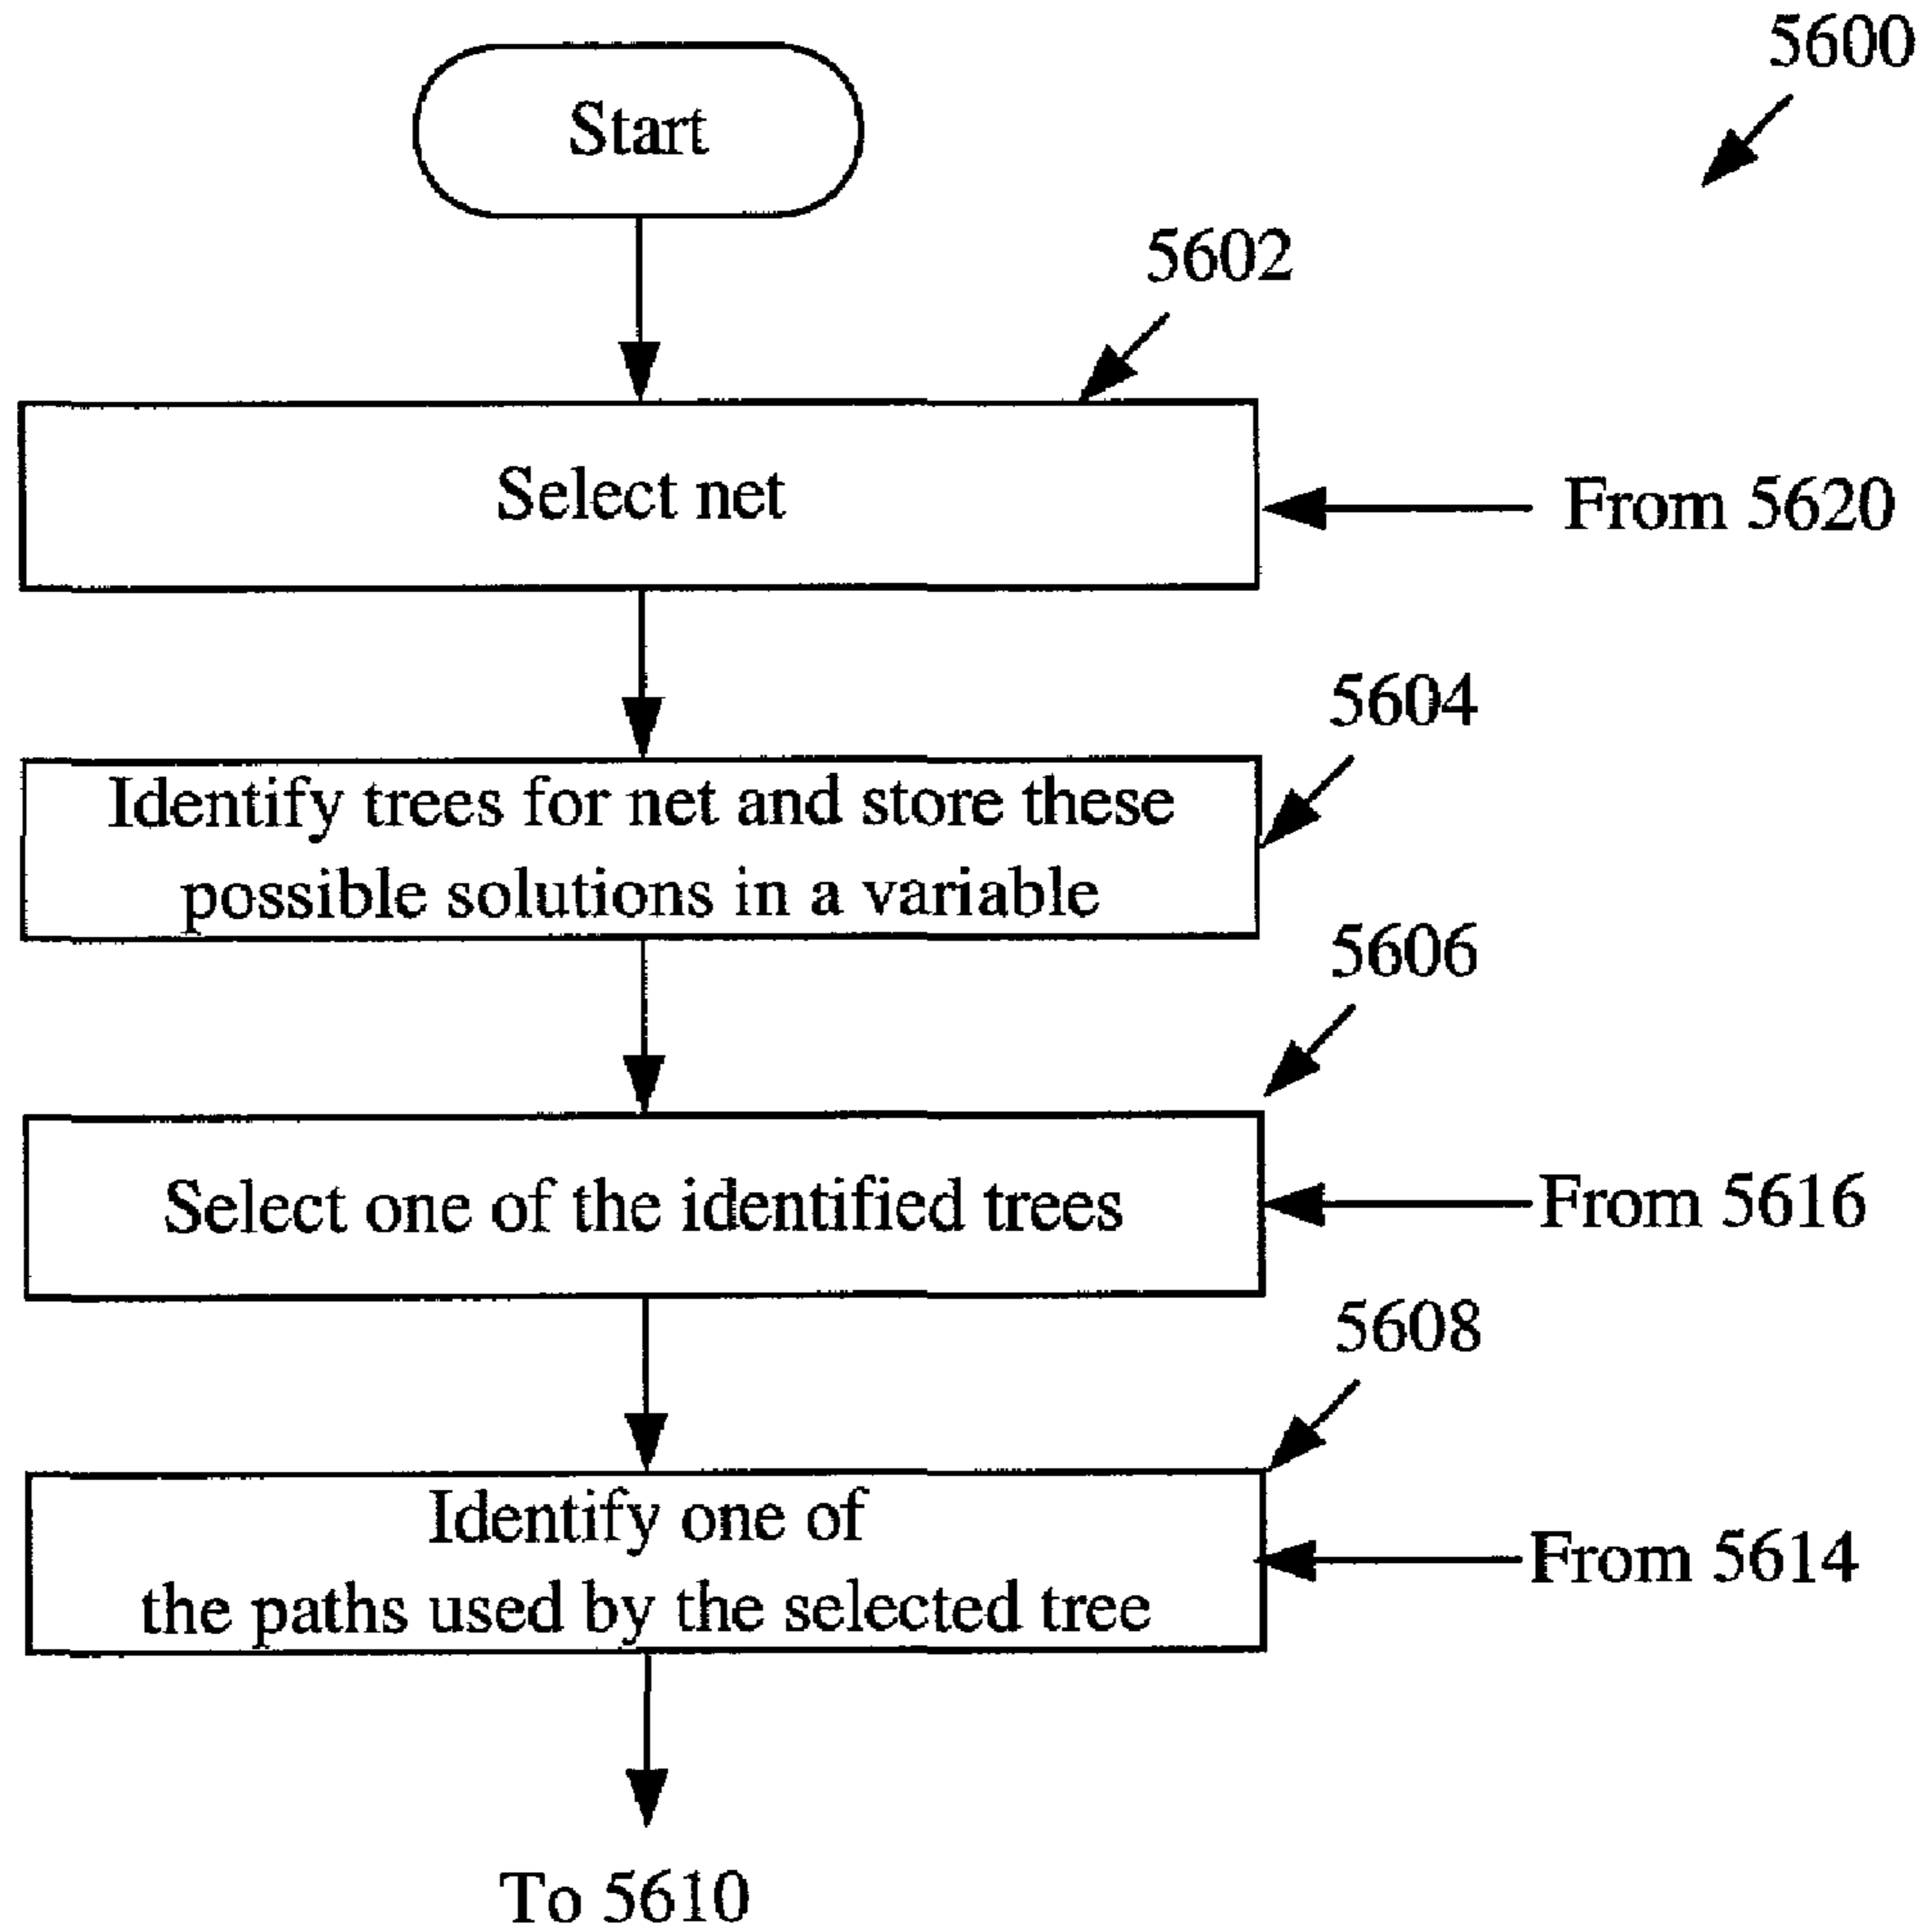 5600
Start
5602
Select net
From 5620
5604
Identify trees for net and store these
possible solutions in a variable
5606
Select one of the identified trees
From 5616
5608
Identify one of
the paths used by the selected tree
From 5614
To 5610